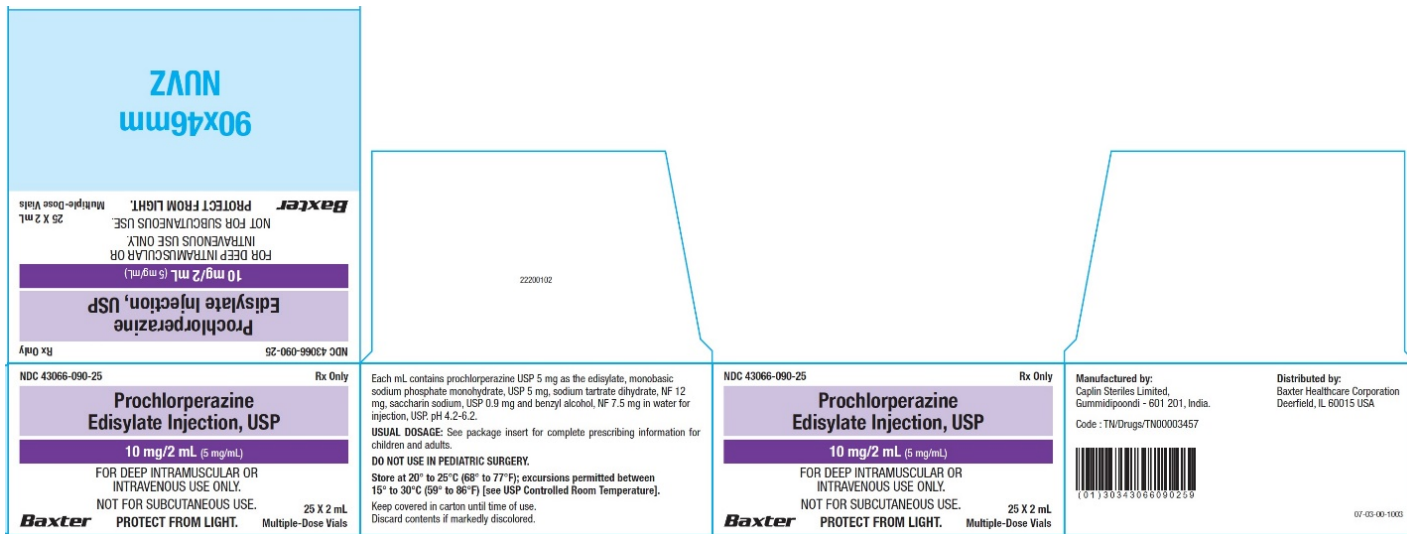 90x46mm
NUVZ
NDC 43066-090-25 Rx Only
Prochlorperazine
Edisylate Injection, USP
10 mg/2 mL (5 mg/mL)
FOR DEEP INTRAMUSCULAR OR
INTRAVENOUS USE ONLY.
NOT FOR SUBCUTANEOUS USE.
25 X 2 mL
Baxter PROTECT FROM LIGHT. Multiple-Dose Vials
22200102
NDC 43066-090-25 Rx Only
Prochlorperazine
Edisylate Injection, USP
10 mg/2 mL (5 mg/mL)
FOR DEEP INTRAMUSCULAR OR
INTRAVENOUS USE ONLY.
NOT FOR SUBCUTANEOUS USE.
25 X 2 mL
Baxter PROTECT FROM LIGHT. Multiple-Dose Vials
Each mL contains prochlorperazine USP 5 mg as the edisylate, monobasic
sodium phosphate monohydrate, USP 5 mg, sodium tartrate dihydrate, NF 12
mg, saccharin sodium, USP 0.9 mg and benzyl alcohol, NF 7.5 mg in water for
injection, USP. pH 4.2-6.2.
USUAL DOSAGE: See package insert for complete prescribing information for
children and adults.
DO NOT USE IN PEDIATRIC SURGERY.
Store at 20° to 25°C (68° to 77°F); excursions permitted between
15° to 30°C (59° to 86°F) [see USP Controlled Room Temperature].
Keep covered in carton until time of use.
Discard contents if markedly discolored.
NDC 43066-090-25 Rx Only
Prochlorperazine
Edisylate Injection, USP
10 mg/2 mL (5 mg/mL)
FOR DEEP INTRAMUSCULAR OR
INTRAVENOUS USE ONLY.
NOT FOR SUBCUTANEOUS USE.
25 X 2 mL
Baxter PROTECT FROM LIGHT. Multiple-Dose Vials
Manufactured by:
Caplin Steriles Limited,
Gummidipoondi - 601 201, India.
Code : TN/Drugs/TN00003457
Distributed by:
Baxter Healthcare Corporation
Deerfield, IL 60015 USA
(01)30343066090259
07-03-00-1003